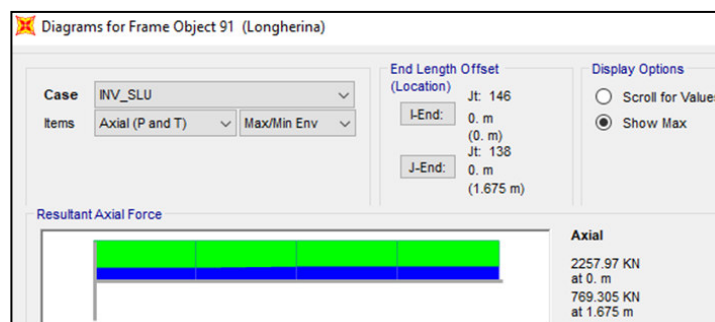 Diagrams for Frame Object 91 (Longherina)
End Length Offset
(Location)
Display Options
Case INV_SLU
Items Axial (P and T) Max/Min Env
Jt: 146
I-End: 0. m
(0. m)
Jt: 138
J-End: 0. m
(1.675 m)
Scroll for Values
Show Max
Resultant Axial Force
Axial
2257.97 KN
at 0. m
769.305 KN
at 1.675 m